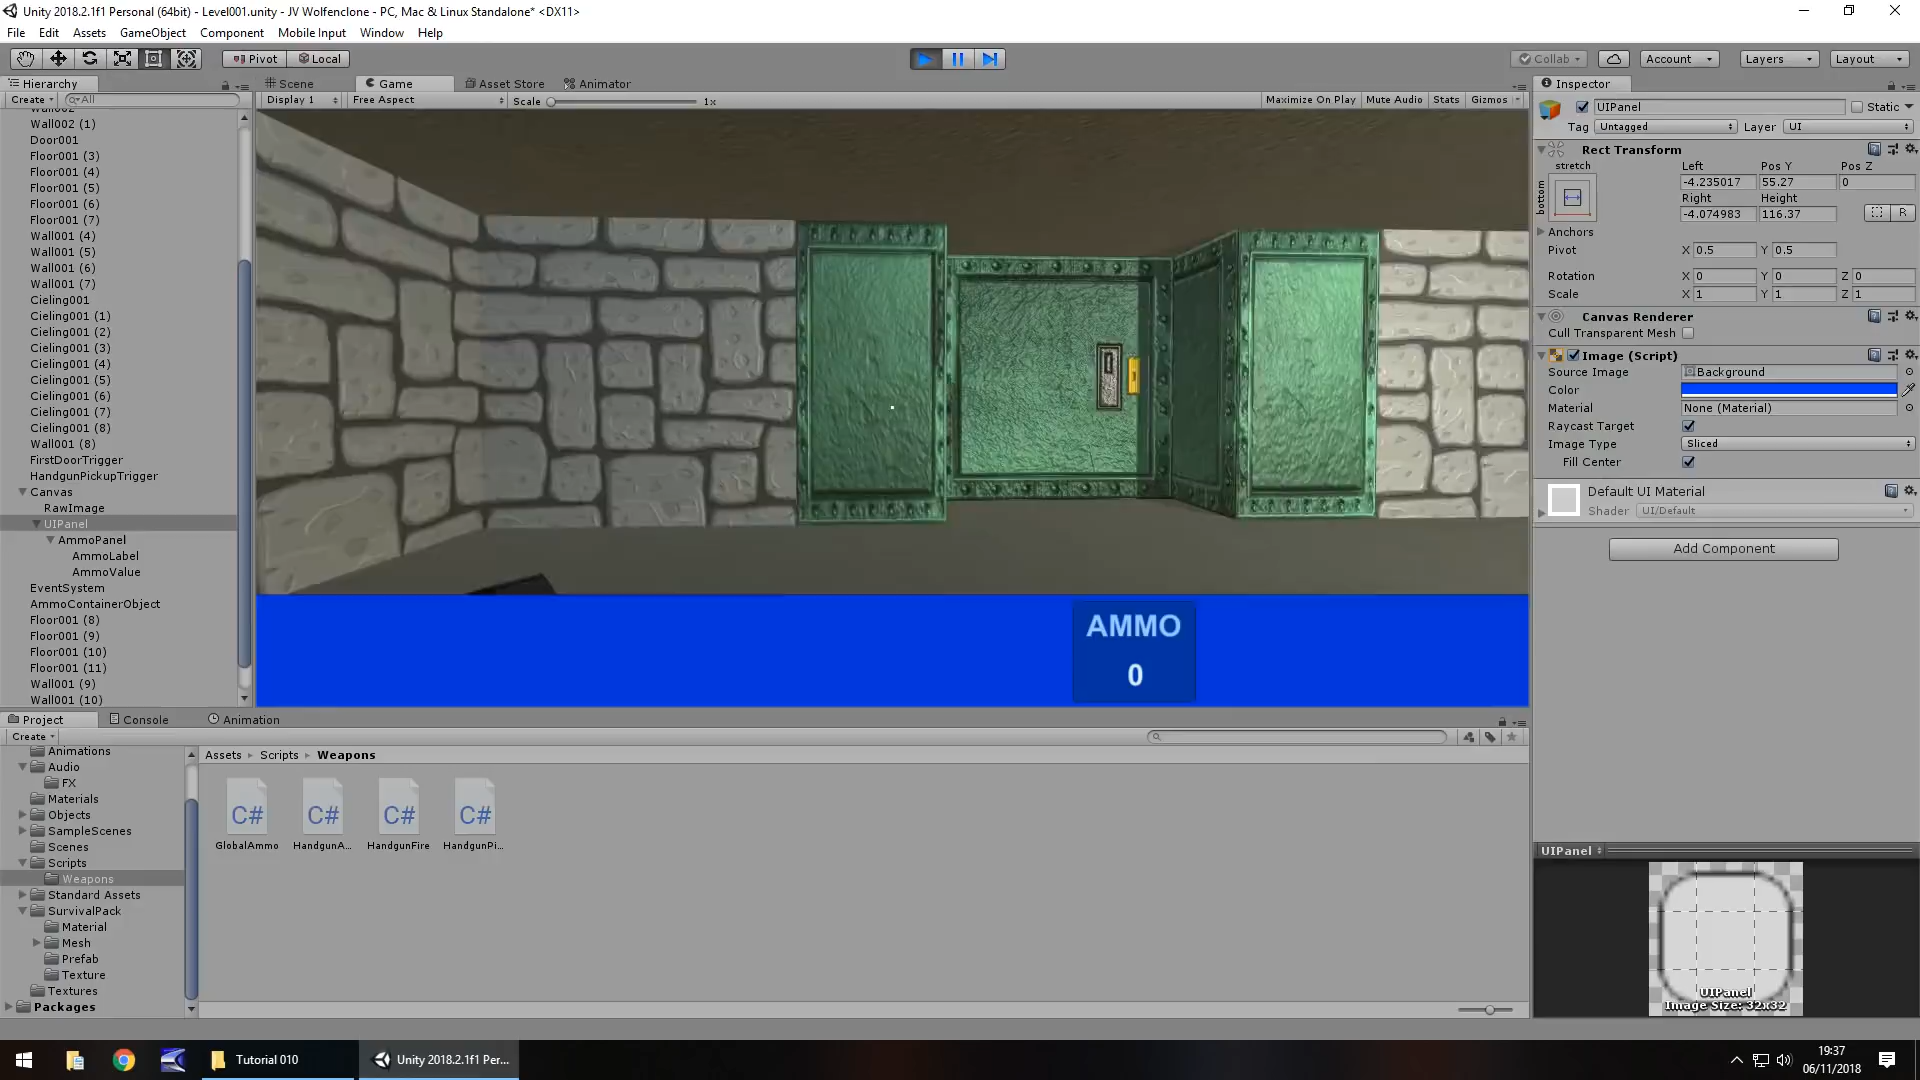 Unity 2018.2.1f1 Personal (64bit) - Level001.unity - JV Wolfenclone - PC, Mac & Linux Standalone* <DX11>
File Edit Assets GameObject Component Mobile Input Window Help
Pivot Local Collab Account Layers Layout
Hierarchy Scene Game Asset Store Animator Inspector
Create All Display 1 Free Aspect Scale 1x Maximize On Play Mute Audio Stats Gizmos
UIPanel Static
Tag Untagged Layer UI
Wall002 (1)
Door001
Floor001 (3)
Floor001 (4)
Floor001 (5)
Floor001 (6)
Floor001 (7)
Wall001 (4)
Wall001 (5)
Wall001 (6)
Wall001 (7)
Cieling001
Cieling001 (1)
Cieling001 (2)
Cieling001 (3)
Cieling001 (4)
Cieling001 (5)
Cieling001 (6)
Cieling001 (7)
Cieling001 (8)
Wall001 (8)
FirstDoorTrigger
HandgunPickupTrigger
Canvas
RawImage
UIPanel
AmmoPanel
AmmoLabel
AmmoValue
EventSystem
AmmoContainerObject
Floor001 (8)
Floor001 (9)
Floor001 (10)
Floor001 (11)
Wall001 (9)
Wall001 (10)
AMMO
0
Rect Transform
stretch Left Pos Y Pos Z
bottom -4.235017 55.27 0
Right Height
-4.074983 116.37 R
Anchors
Pivot X 0.5 Y 0.5
Rotation X 0 Y 0 Z 0
Scale X 1 Y 1 Z 1
Canvas Renderer
Cull Transparent Mesh
Image (Script)
Source Image Background
Color
Material None (Material)
Raycast Target
Image Type Sliced
Fill Center
Default UI Material
Shader UI/Default
Add Component
UIPanel
UIPanel
Image Size: 32x32
Project Console Animation
Create
Animations
Audio
FX
Materials
Objects
SampleScenes
Scenes
Scripts
Weapons
Standard Assets
SurvivalPack
Material
Mesh
Prefab
Texture
Textures
Packages
Assets Scripts Weapons
C# C# C# C#
GlobalAmmo HandgunA... HandgunFire HandgunPi...
Tutorial 010 Unity 2018.2.1f1 Per... 19:37
06/11/2018